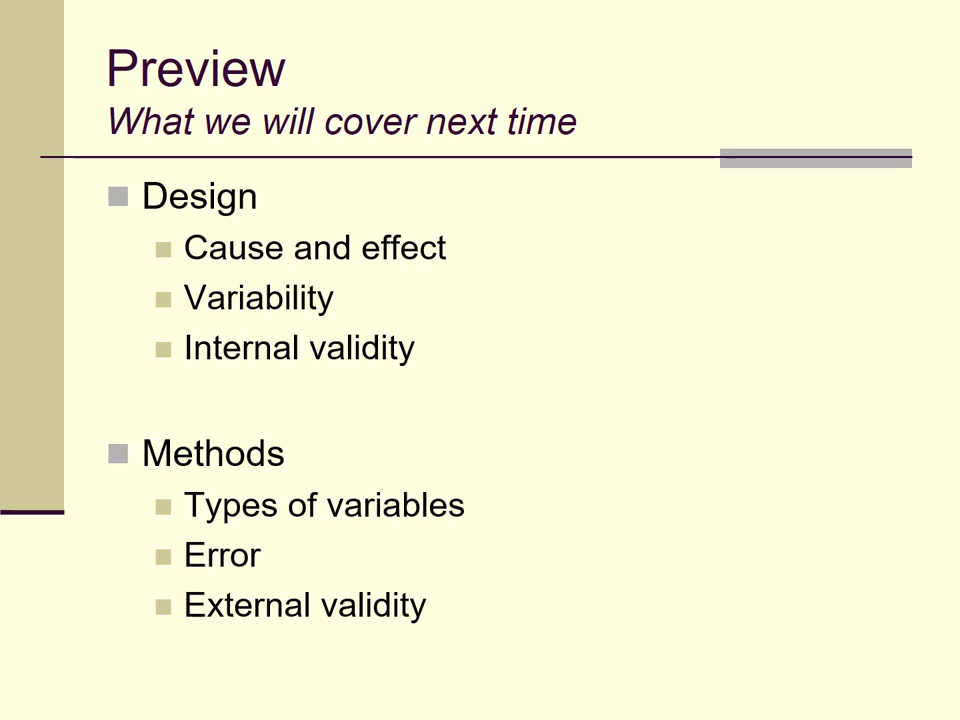 Preview
What we will cover next time
Design
Cause and effect
Variability
Internal validity
Methods
Types of variables
Error
External validity